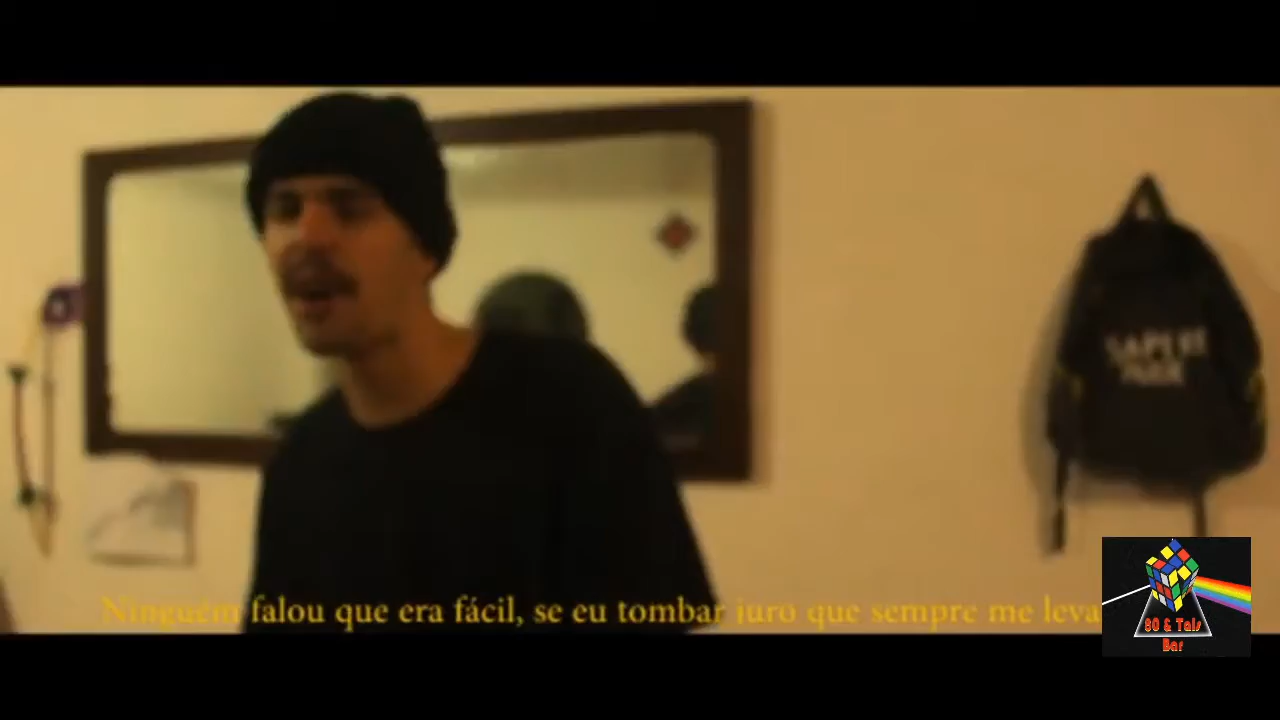 Ninguém falou que era fácil, se eu tombar juro que sempre me leva
80 & Tals
Bar